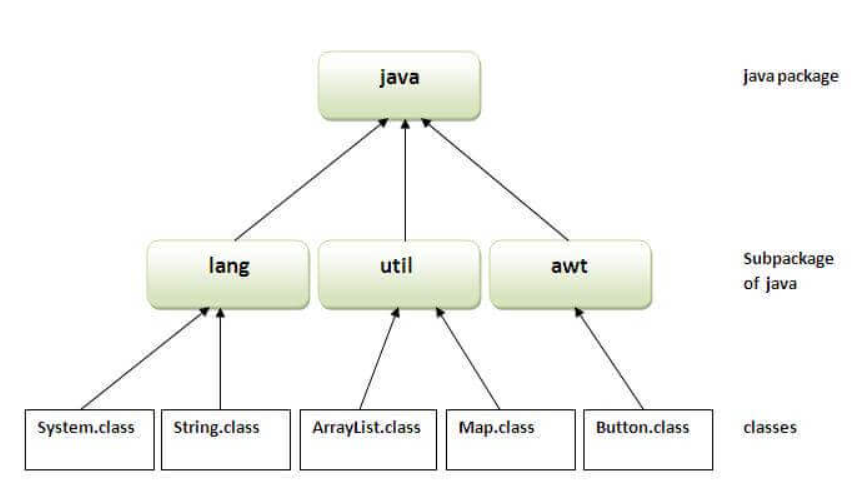 java
java package
lang
util
awt
Subpackage
of java
System.class
String.class
ArrayList.class
Map.class
Button.class
classes